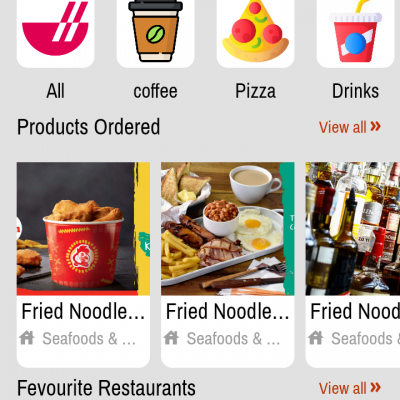 All
coffee
Pizza
Drinks
Products Ordered
View all »
Fried Noodle...
Fried Noodle...
Fried Nood
Seafoods & ...
Seafoods & ...
Seafoods &
Fevourite Restaurants
View all »